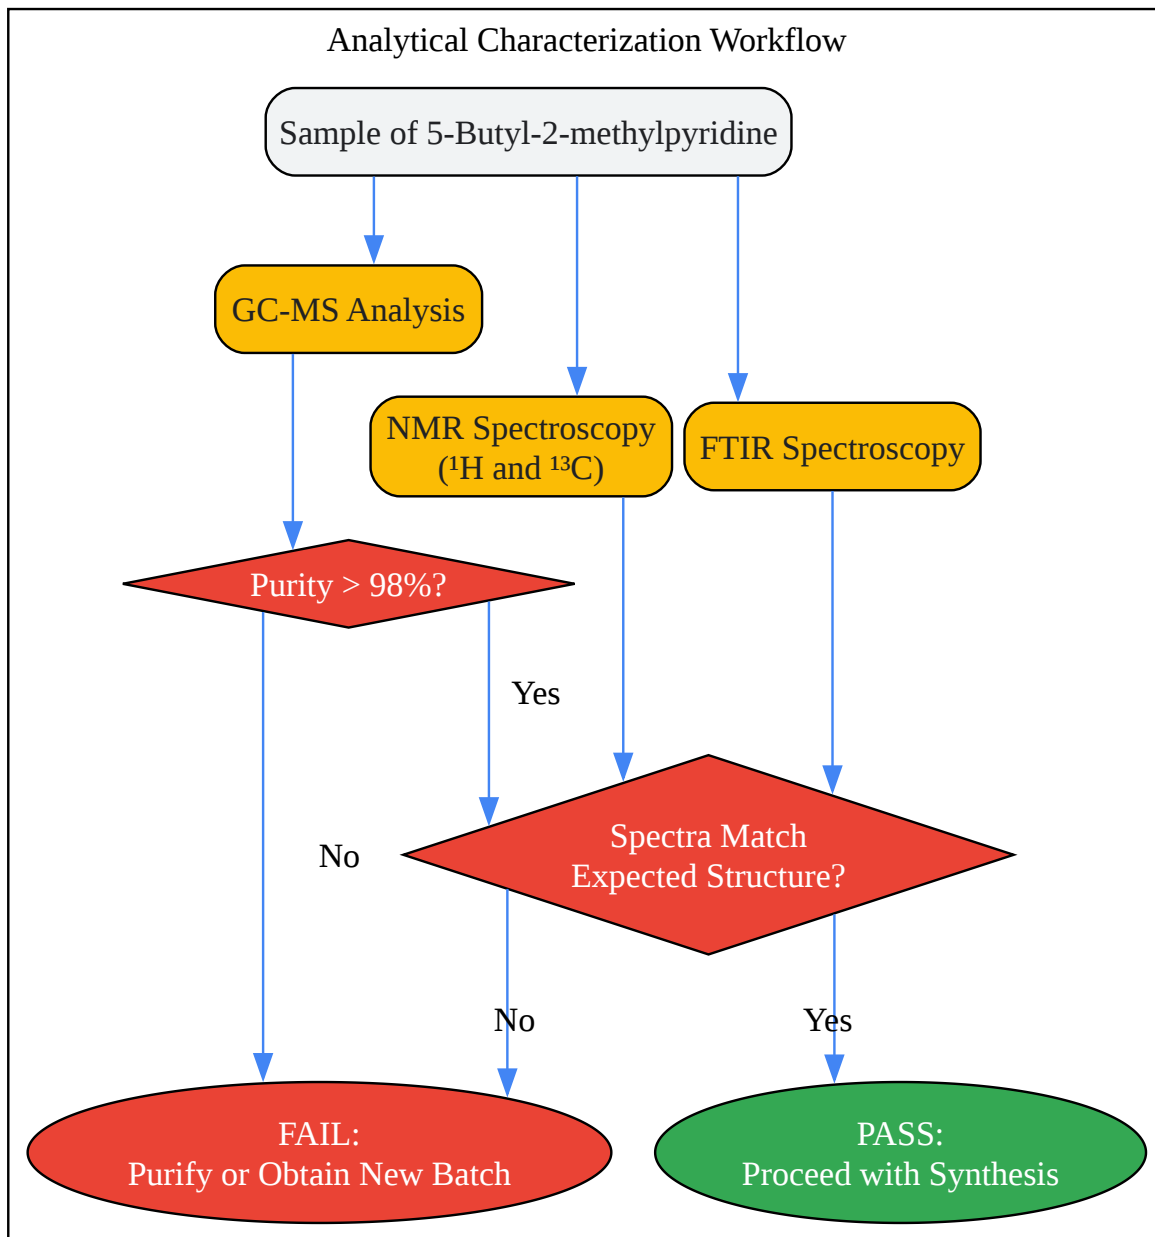 Analytical Characterization Workflow
Sample of 5-Butyl-2-methylpyridine
GC-MS Analysis
NMR Spectroscopy
(¹H and ¹³C)
FTIR Spectroscopy
Purity > 98%?
Yes
No
Spectra Match
Expected Structure?
No
Yes
FAIL:
Purify or Obtain New Batch
PASS:
Proceed with Synthesis